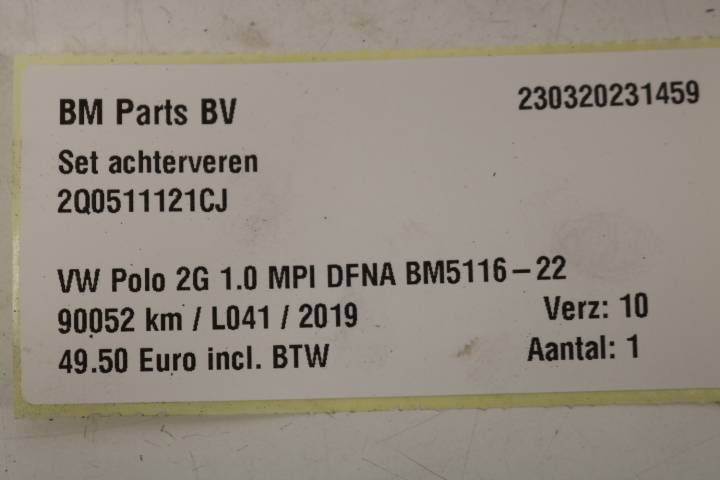 BM Parts BV 230320231459
Set achterveren
2Q0511121CJ
VW Polo 2G 1.0 MPI DFNA BM5116-22
90052 km / L041 / 2019 Verz: 10
49.50 Euro incl. BTW Aantal: 1